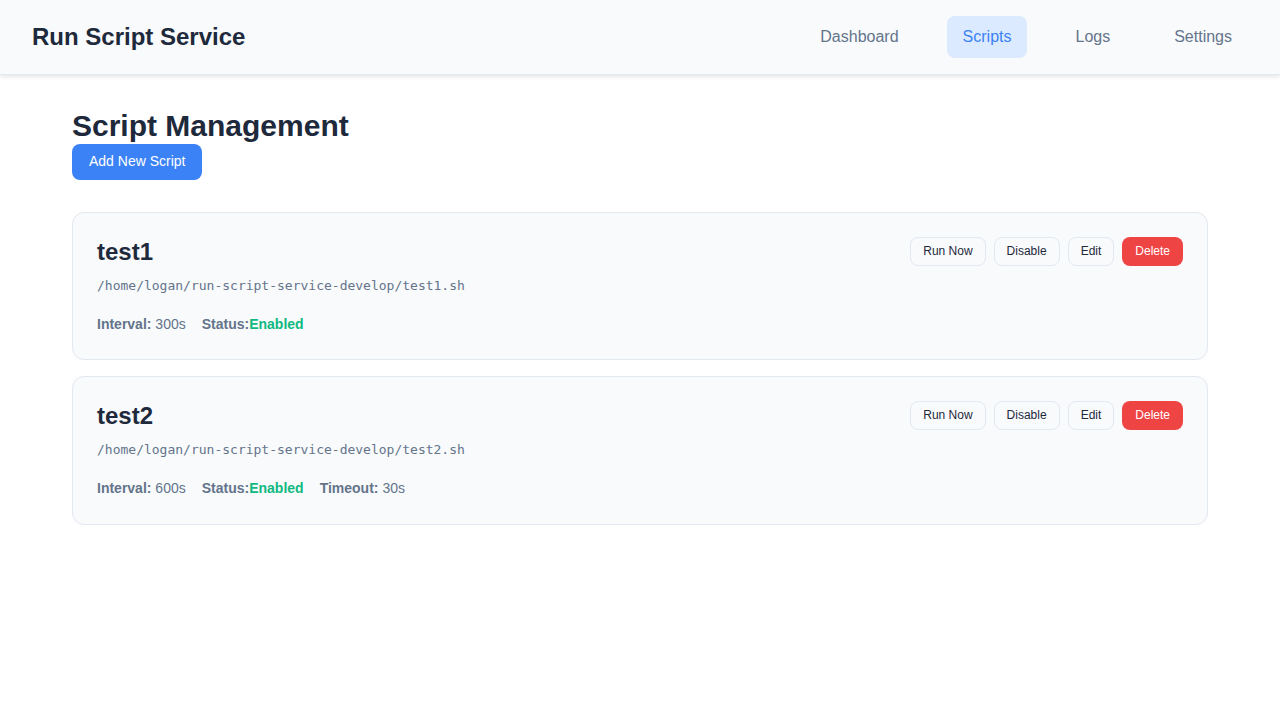 Run Script Service Dashboard Scripts Logs Settings
Script Management
Add New Script
test1 Run Now Disable Edit Delete
/home/logan/run-script-service-develop/test1.sh
Interval: 300s Status:Enabled
test2 Run Now Disable Edit Delete
/home/logan/run-script-service-develop/test2.sh
Interval: 600s Status:Enabled Timeout: 30s